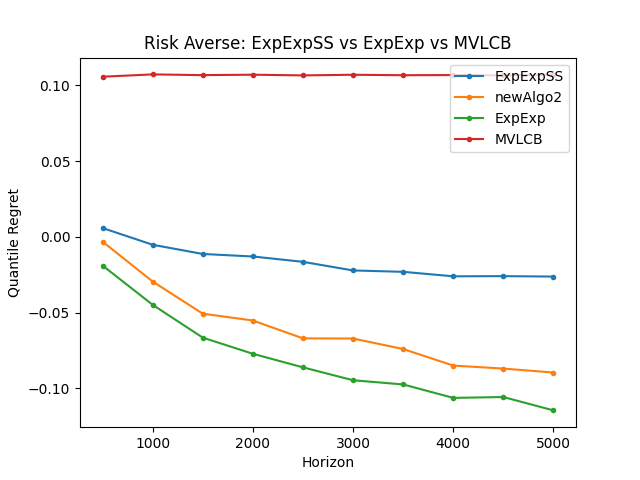 Risk Averse: ExpExpSS vs ExpExp vs MVLCB
ExpExpSS
newAlgo2
ExpExp
MVLCB
Quantile Regret
0.10
0.05
0.00
−0.05
−0.10
1000
2000
3000
4000
5000
Horizon